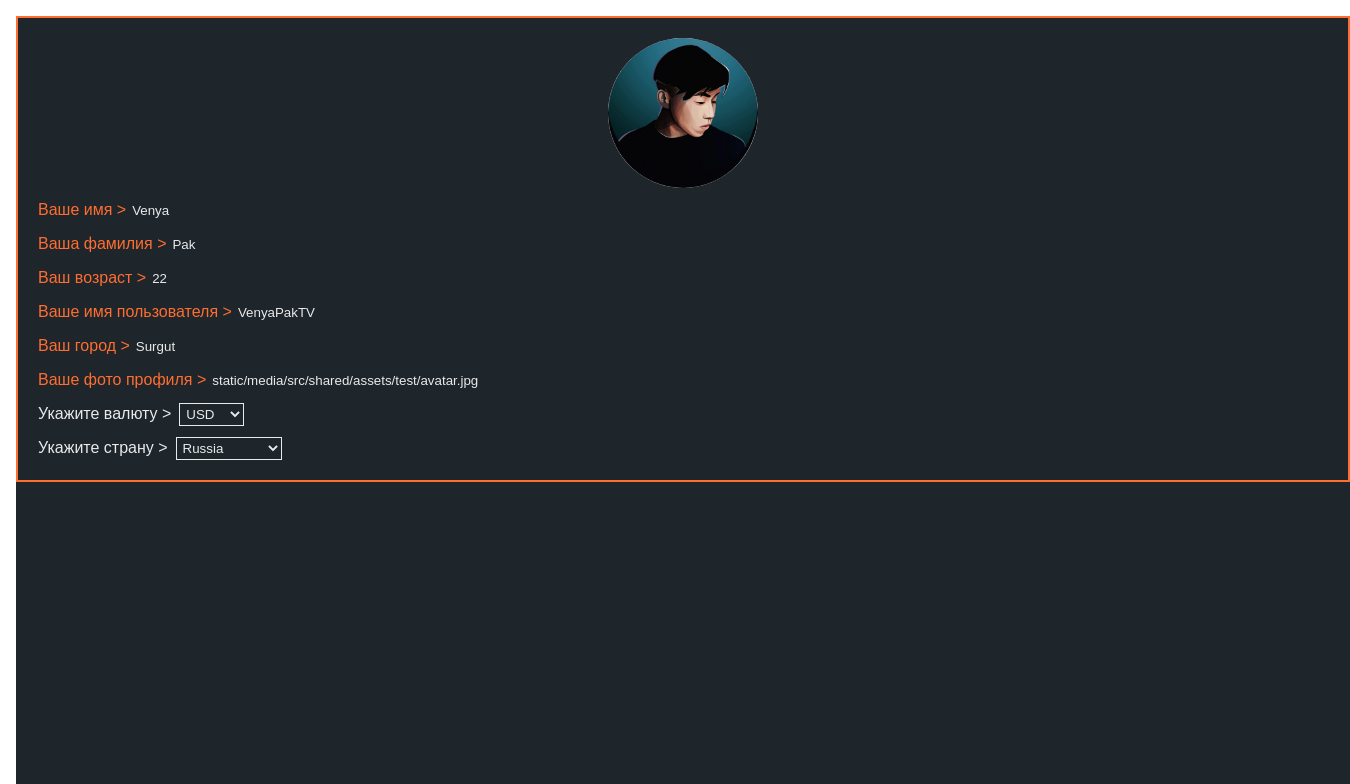 Ваше имя > Venya
Ваша фамилия > Pak
Ваш возраст > 22
Ваше имя пользователя > VenyaPakTV
Ваш город > Surgut
Ваше фото профиля > static/media/src/shared/assets/test/avatar.jpg
Укажите валюту > USD
Укажите страну > Russia